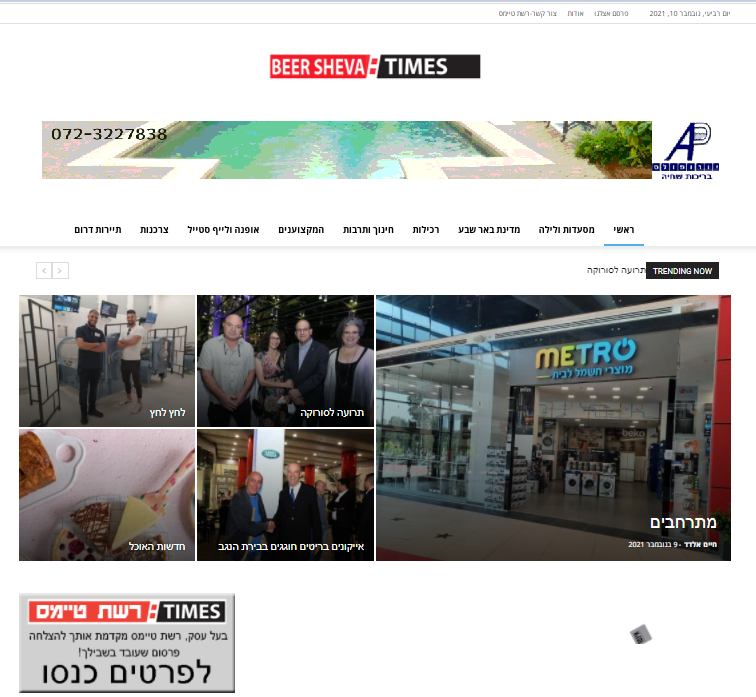 יום רביעי, נובמבר 10, 2021
פרסם אצלנו
אודות
צור קשר-רשת טיימס
BEER SHEVA TIMES
072-3227838
AP
בריכות שחיה
ראשי
מסעדות ולילה
מדינת באר שבע
רכילות
חינוך ותרבות
המקצוענים
אופנה ולייף סטייל
צרכנות
תיירות דרום
TRENDING NOW
תרועה לסורוקה
METRO
מוצרי חשמל לבית
beko
מתרחבים
חיים אלדד - 9 בנובמבר 2021
תרועה לסורוקה
לחץ לחץ
אייקונים בריטים חוגגים בבירת הנגב
חדשות האוכל
רשת טיימס TIMES
בעל עסק, רשת טיימס מקדמת אותך להצלחה
פרסום שעובד בשבילך!
לפרטים כנסו